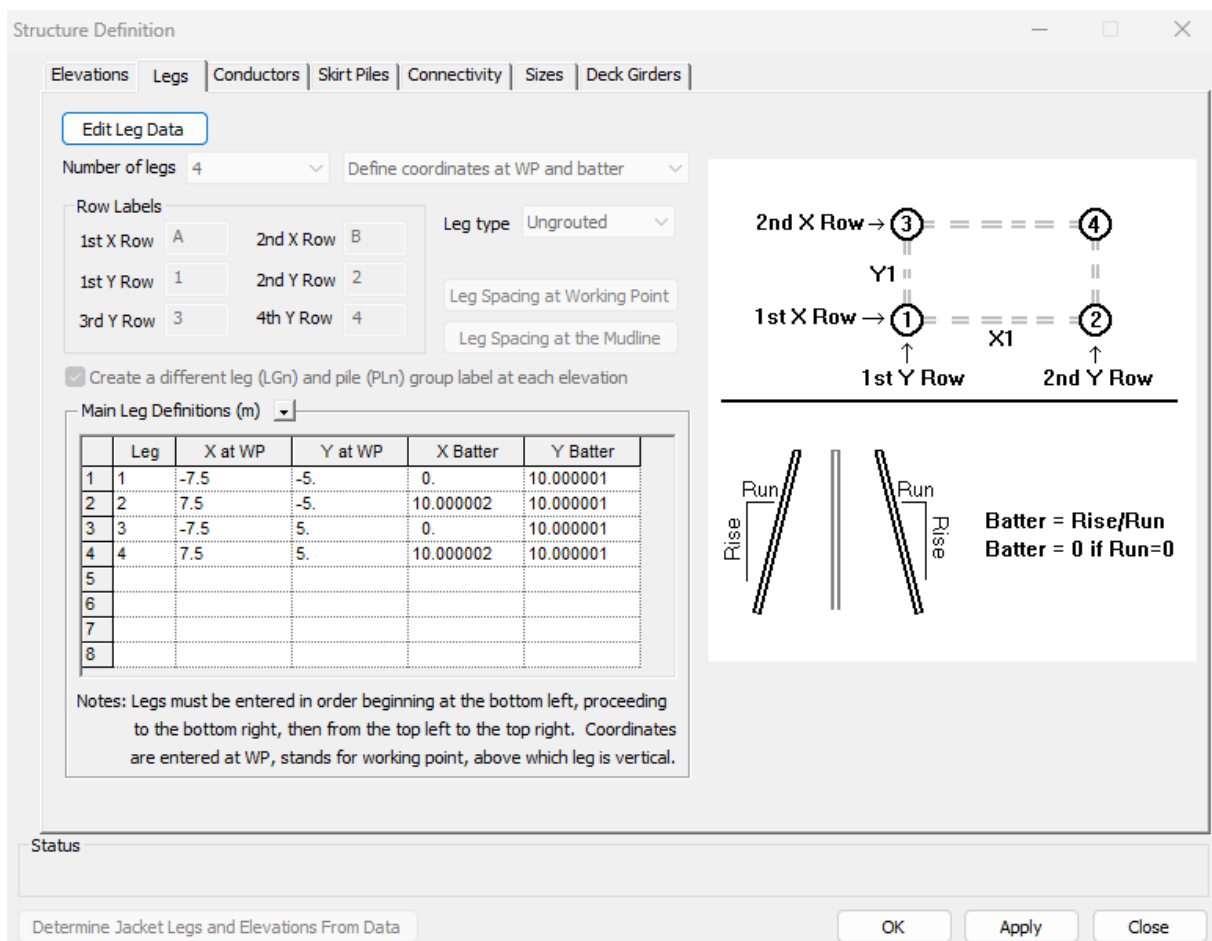 Structure Definition
Elevations Legs Conductors Skirt Piles Connectivity Sizes Deck Girders
Edit Leg Data
Number of legs 4 Define coordinates at WP and batter
Row Labels
1st X Row A 2nd X Row B
1st Y Row 1 2nd Y Row 2
3rd Y Row 3 4th Y Row 4
Leg type Ungrouted
Leg Spacing at Working Point
Leg Spacing at the Mudline
Create a different leg (LGn) and pile (PLn) group label at each elevation
Main Leg Definitions (m)
Leg X at WP Y at WP X Batter Y Batter
1 1 -7.5 -5. 0. 10.000001
2 2 7.5 -5. 10.000002 10.000001
3 3 -7.5 5. 0. 10.000001
4 4 7.5 5. 10.000002 10.000001
5
6
7
8
Notes: Legs must be entered in order beginning at the bottom left, proceeding
to the bottom right, then from the top left to the top right. Coordinates
are entered at WP, stands for working point, above which leg is vertical.
2nd X Row → 3 4
Y1
1st X Row → 1 2
X1
↑ ↑
1st Y Row 2nd Y Row
Run Run
Rise Rise
Batter = Rise/Run
Batter = 0 if Run=0
Status
Determine Jacket Legs and Elevations From Data OK Apply Close